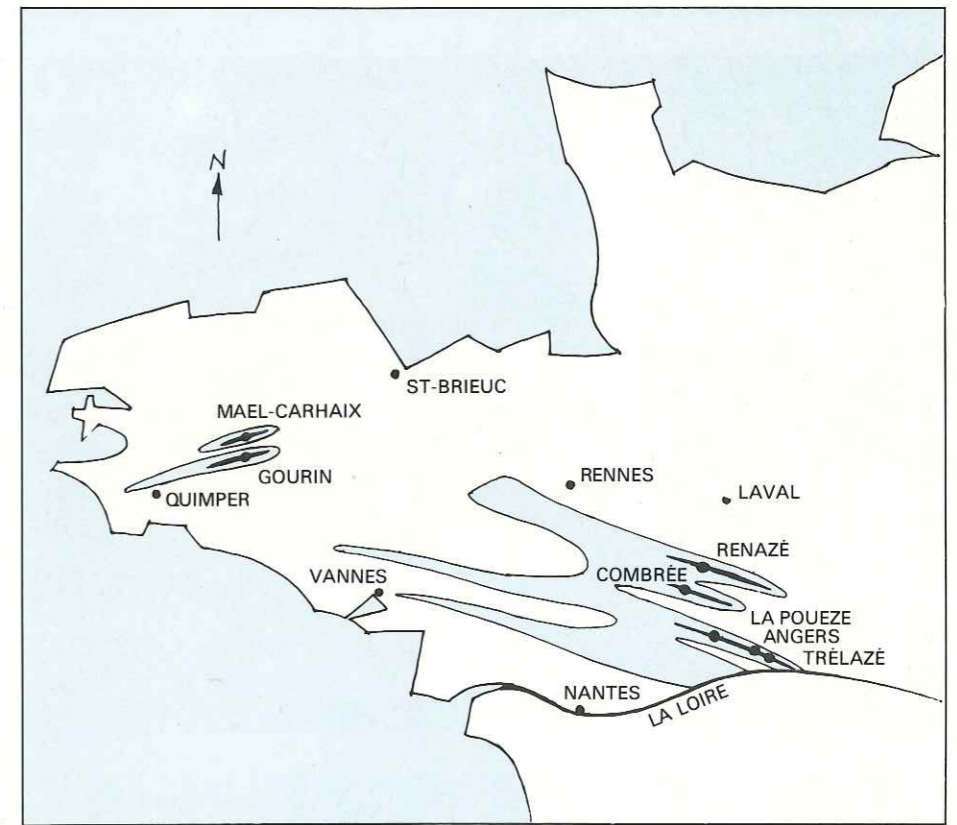 N
ST-BRIEUC
MAEL-CARHAIX
GOURIN
QUIMPER
RENNES
LAVAL
RENAZÉ
COMBRÉE
VANNES
LA POUEZE
ANGERS
TRÉLAZÉ
NANTES
LA LOIRE